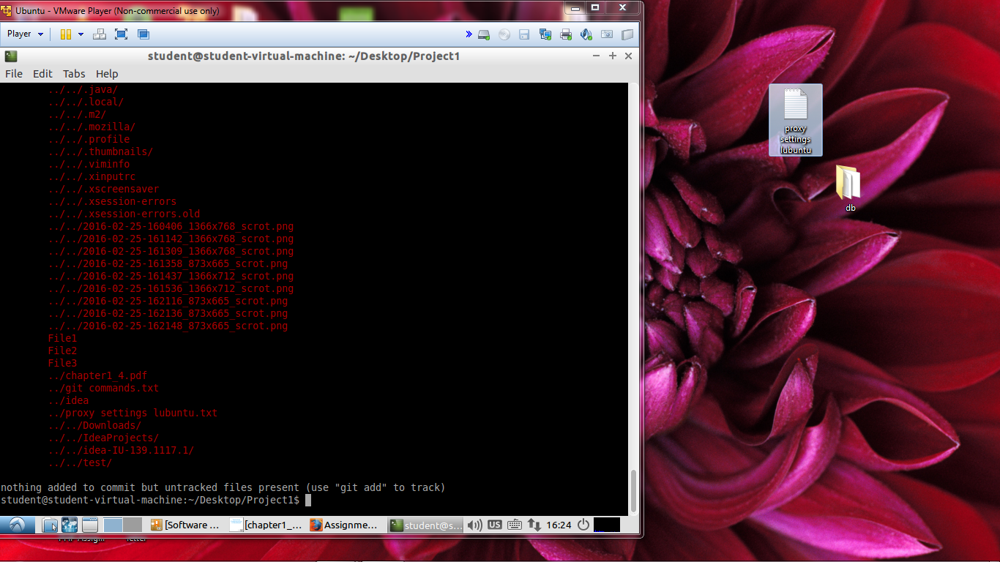 Ubuntu - VMware Player (Non-commercial use only)
Player
student@student-virtual-machine: ~/Desktop/Project1
File Edit Tabs Help
../../.java/
../../.local/
../../.m2/
../../.mozilla/
../../.profile
../../.thumbnails/
../../.viminfo
../../.xinputrc
../../.xscreensaver
../../.xsession-errors
../../.xsession-errors.old
../../2016-02-25-160406_1366x768_scrot.png
../../2016-02-25-161142_1366x768_scrot.png
../../2016-02-25-161309_1366x768_scrot.png
../../2016-02-25-161358_873x665_scrot.png
../../2016-02-25-161437_1366x712_scrot.png
../../2016-02-25-161536_1366x712_scrot.png
../../2016-02-25-162116_873x665_scrot.png
../../2016-02-25-162136_873x665_scrot.png
../../2016-02-25-162148_873x665_scrot.png
File1
File2
File3
../chapter1_4.pdf
../git commands.txt
../idea
../proxy settings lubuntu.txt
../../Downloads/
../../IdeaProjects/
../../idea-IU-139.1117.1/
../../test/
nothing added to commit but untracked files present (use "git add" to track)
student@student-virtual-machine:~/Desktop/Project1$
[Software ... [chapter1_... Assignme... student@s... US 16:24
proxy
settings
lubuntu
db